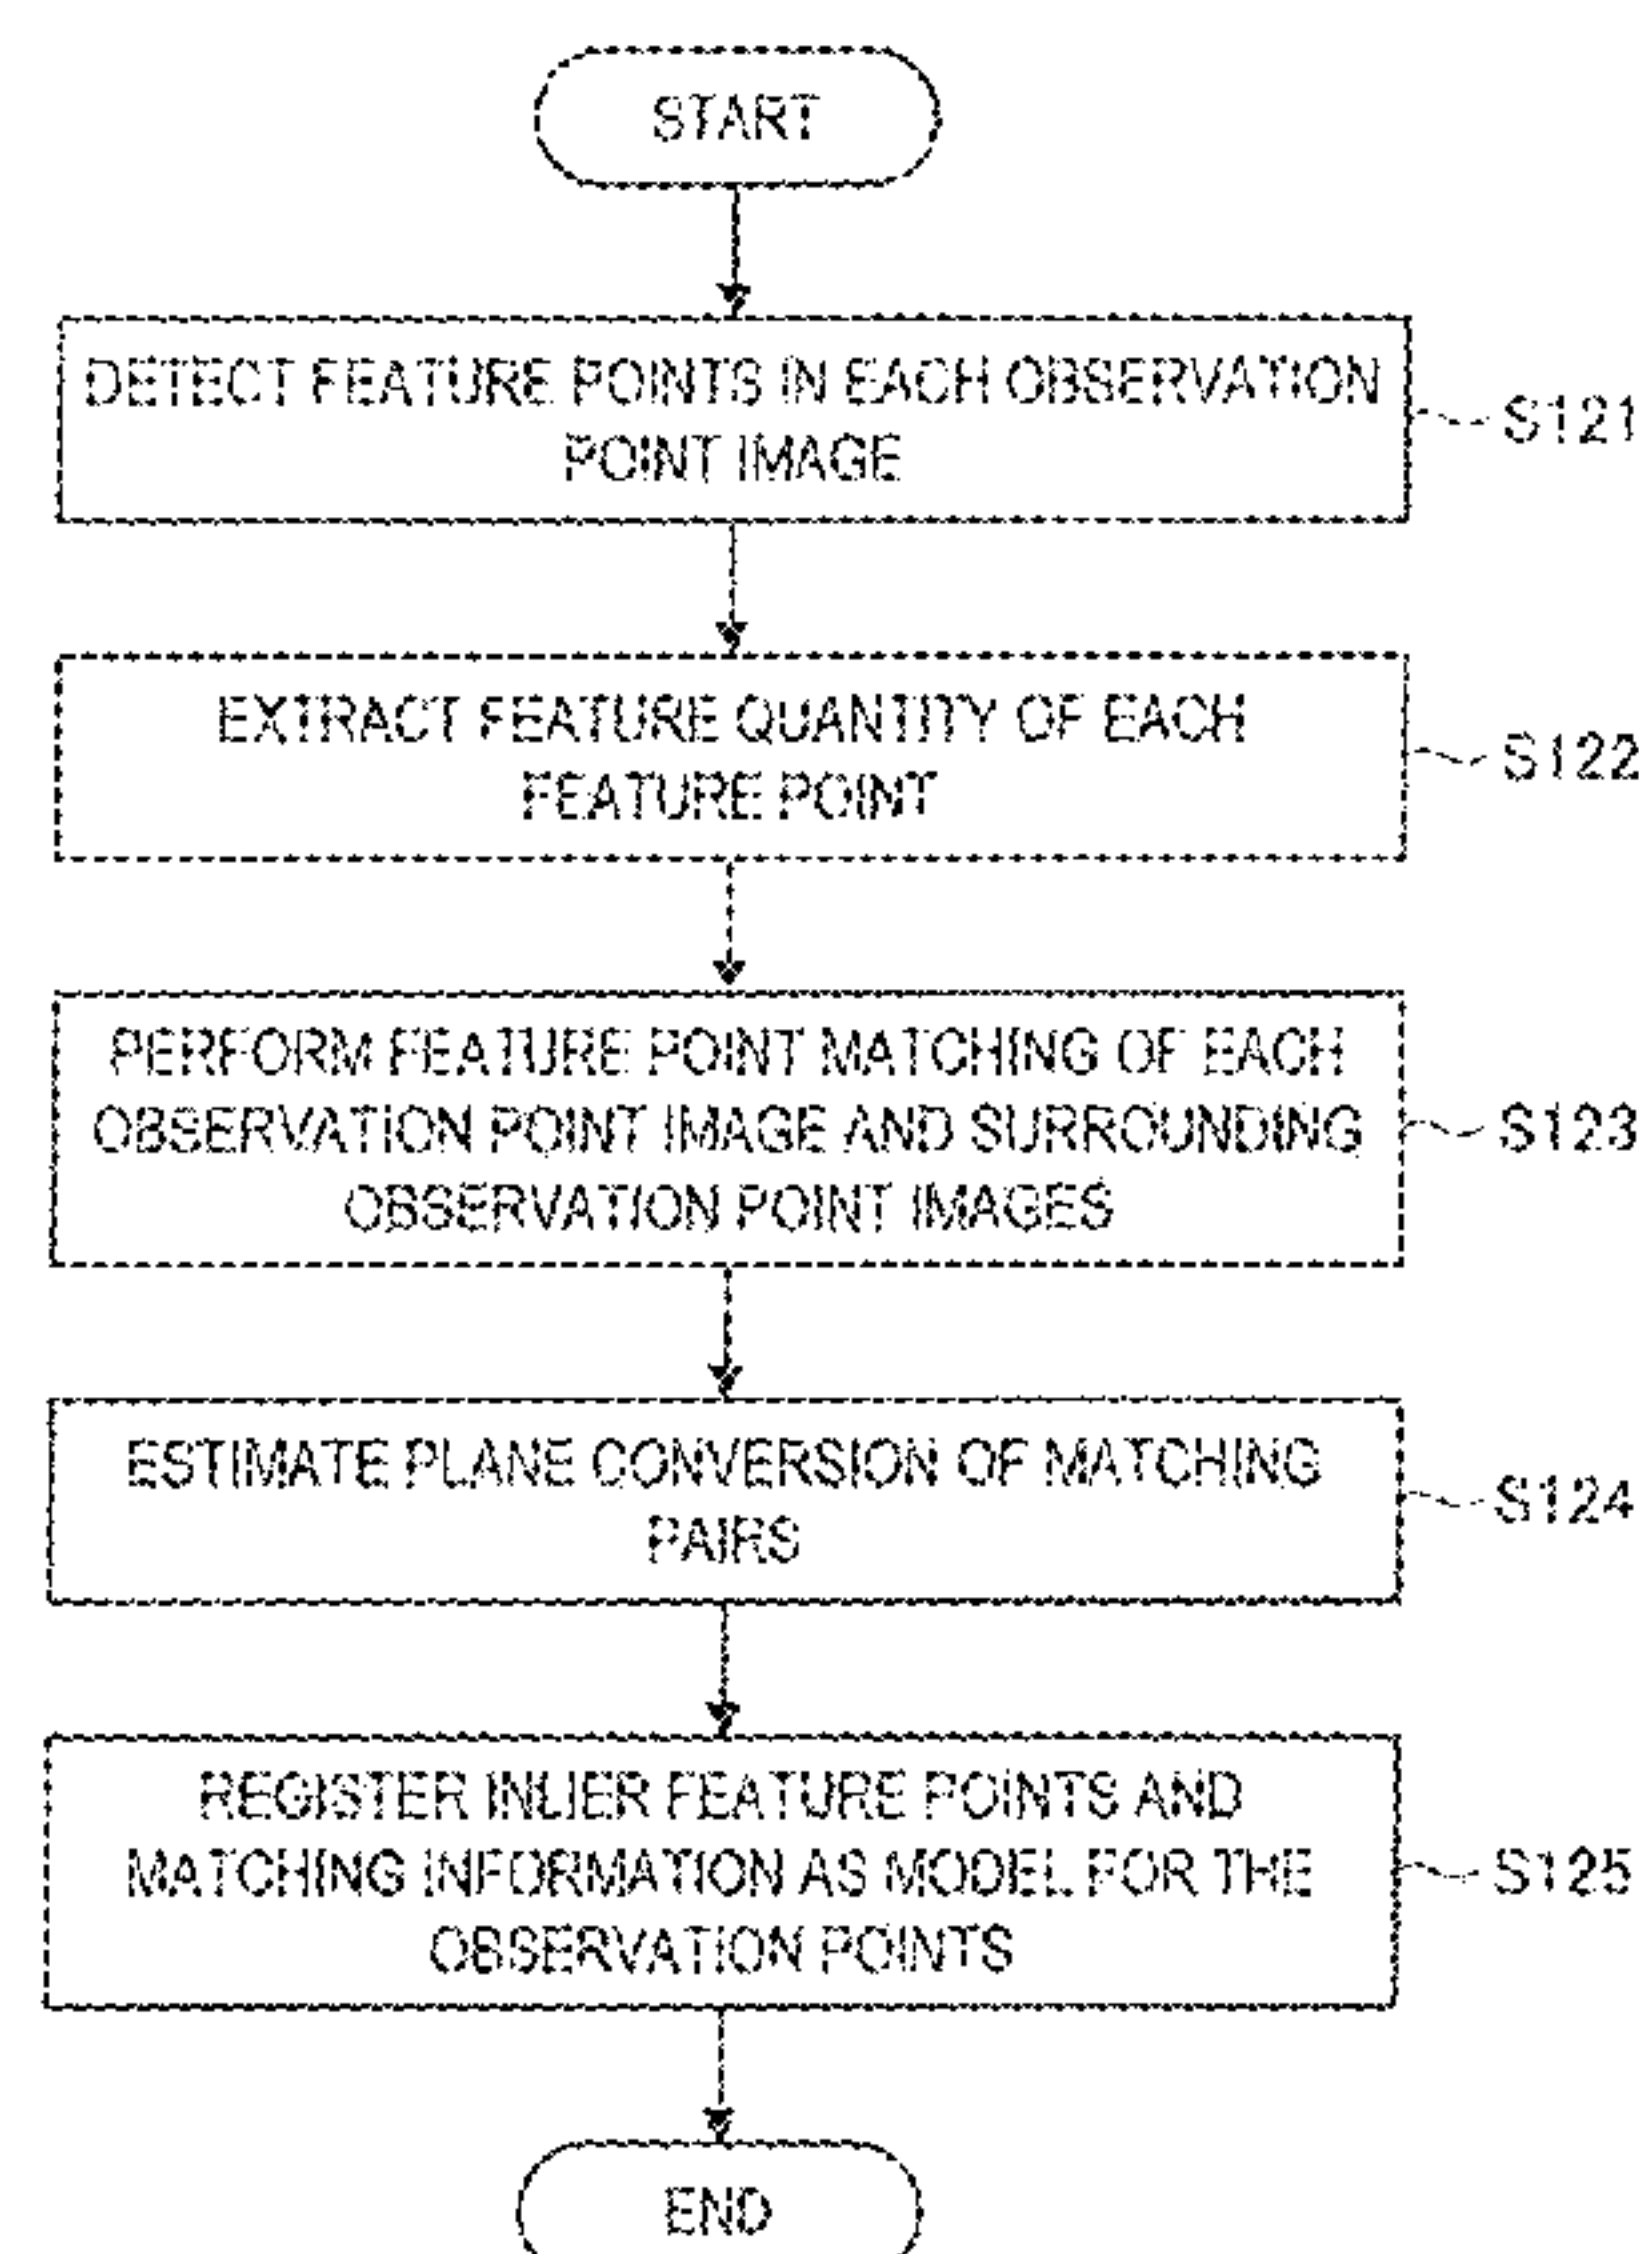 START
DETECT FEATURE POINTS IN EACH OBSERVATION
POINT IMAGE
S121
EXTRACT FEATURE QUANTITY OF EACH
FEATURE POINT
S122
PERFORM FEATURE POINT MATCHING OF EACH
OBSERVATION POINT IMAGE AND SURROUNDING
OBSERVATION POINT IMAGES
S123
ESTIMATE PLANE CONVERSION OF MATCHING
PAIRS
S124
REGISTER INLIER FEATURE POINTS AND
MATCHING INFORMATION AS MODEL FOR THE
OBSERVATION POINTS
S125
END